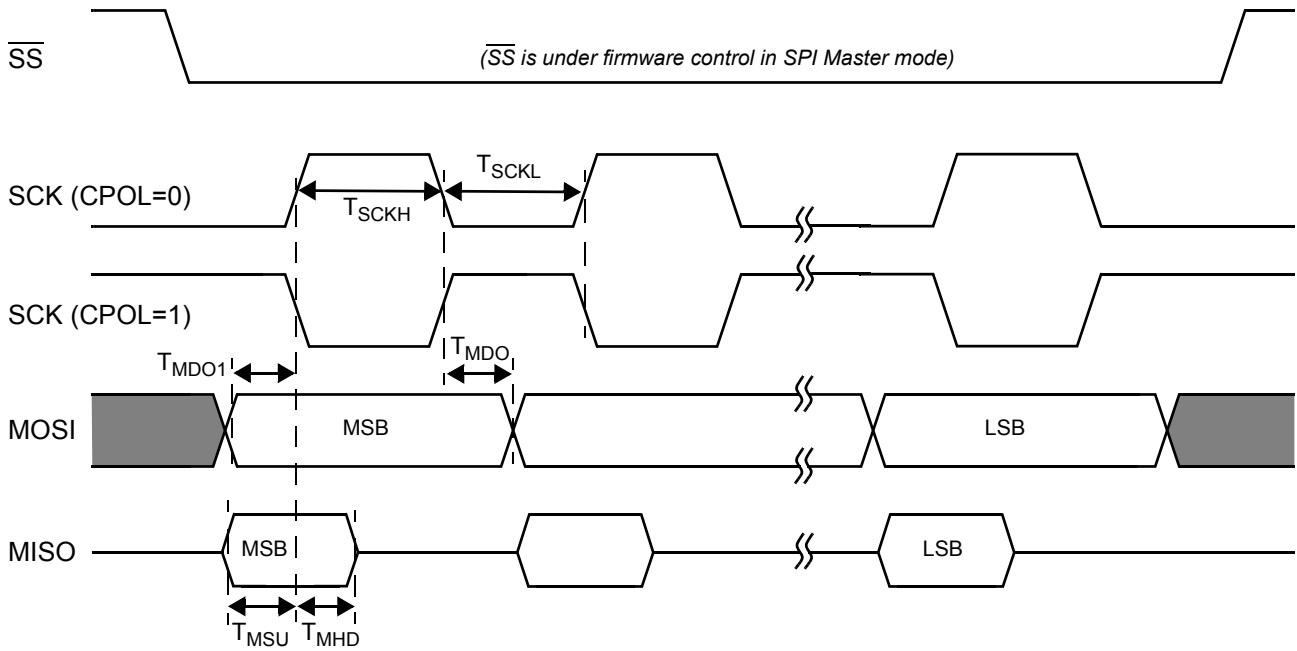 SS
(SS is under firmware control in SPI Master mode)
TSCKL
SCK (CPOL=0)
TSCKH
SCK (CPOL=1)
TMDO1
TMDO
MOSI
MSB
LSB
MISO
MSB
LSB
TMSU
TMHD